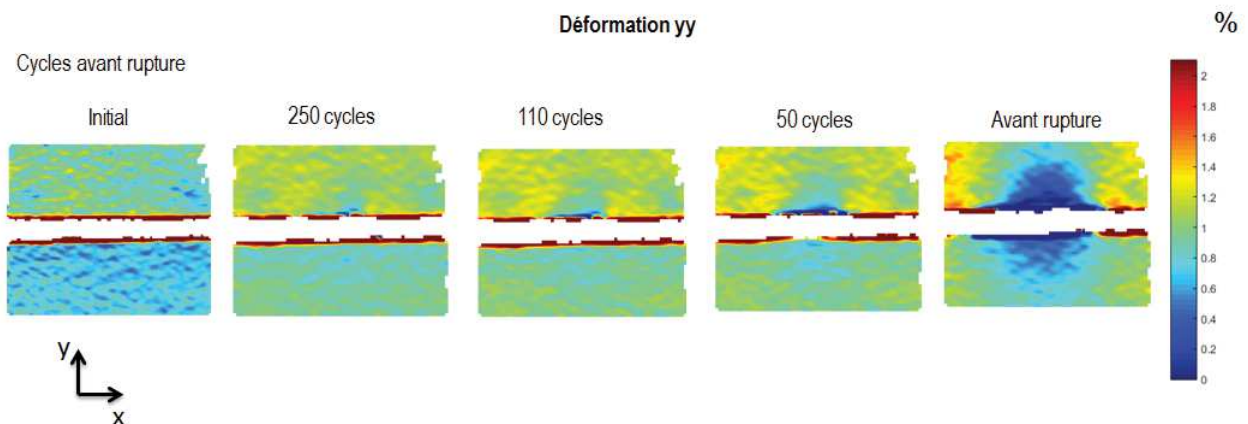 Déformation yy
%
Cycles avant rupture
Initial
250 cycles
110 cycles
50 cycles
Avant rupture
2
1.8
1.6
1.4
1.2
1
0.8
0.6
0.4
0.2
0
y
x